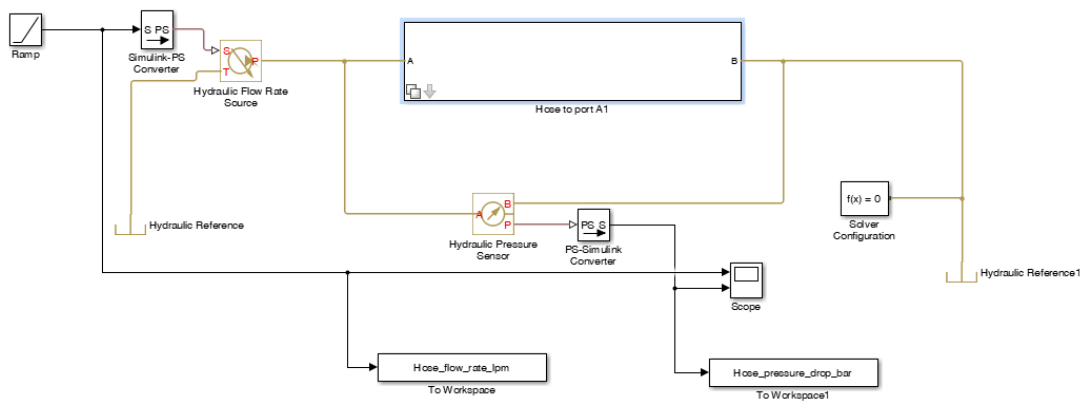 Ramp
S PS
Simulink-PS
Converter
S
T
P
Hydraulic Flow Rate
Source
A
B
Hose to port A1
Hydraulic Reference
A
B
P
Hydraulic Pressure
Sensor
PS S
PS-Simulink
Converter
f(x) = 0
Solver
Configuration
Hydraulic Reference1
Scope
Hose_flow_rate_lpm
To Workspace
Hose_pressure_drop_bar
To Workspace1